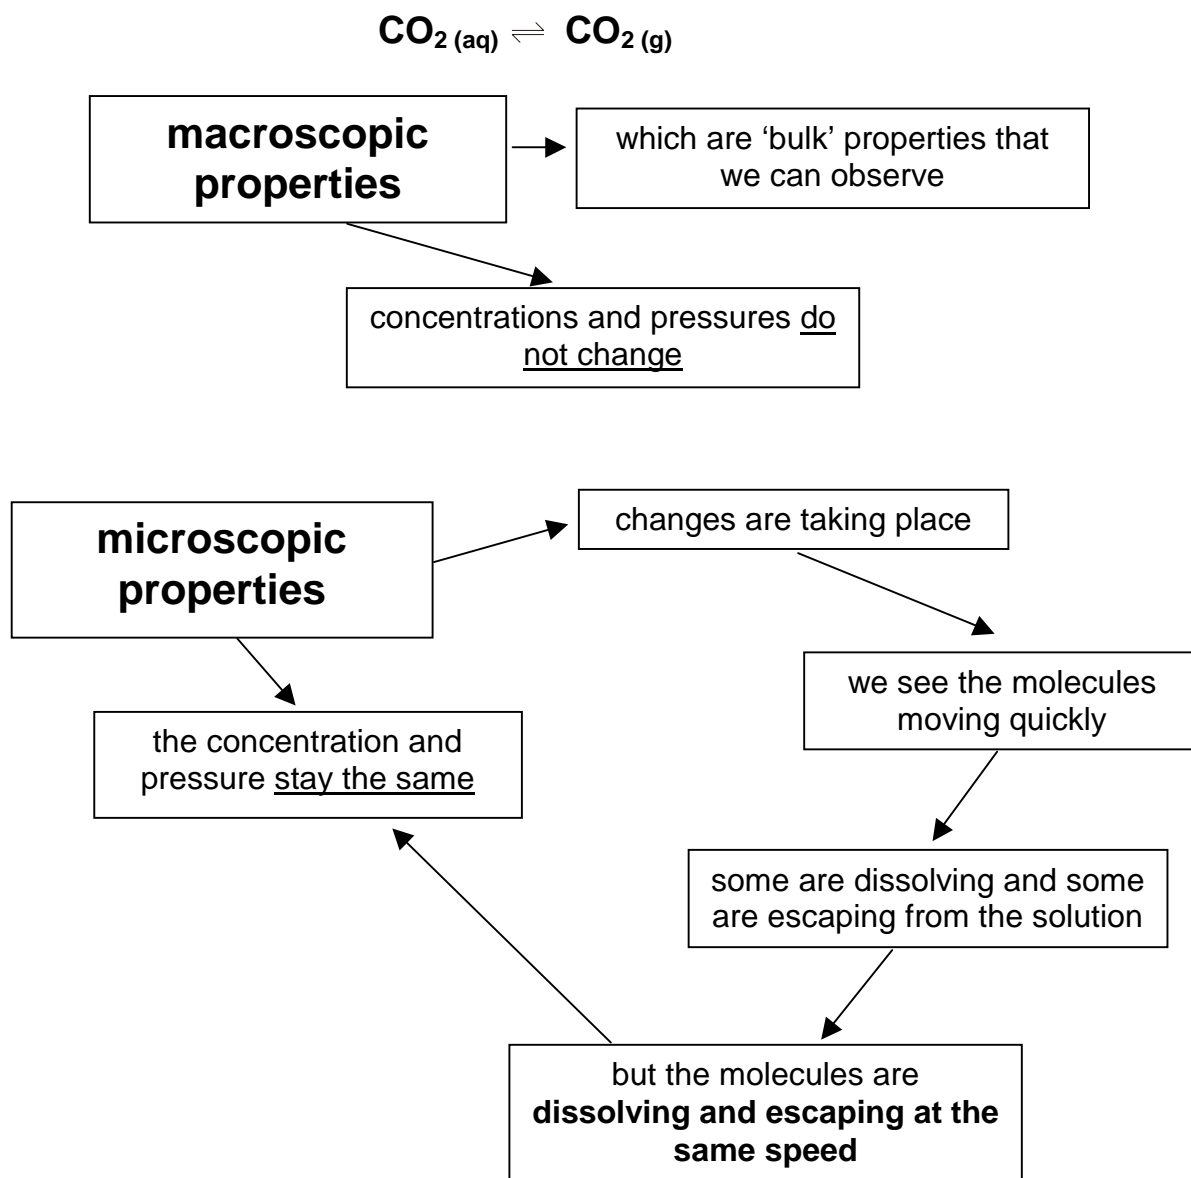 CO2 (aq) ⇌ CO2 (g)
macroscopic
properties
which are ‘bulk’ properties that
we can observe
concentrations and pressures do
not change
microscopic
properties
changes are taking place
we see the molecules
moving quickly
the concentration and
pressure stay the same
some are dissolving and some
are escaping from the solution
but the molecules are
dissolving and escaping at the
same speed